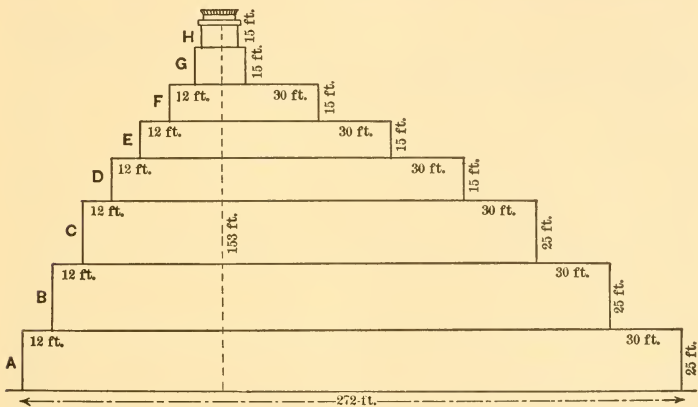 H 15 ft.
G 15 ft.
F 12 ft. 30 ft. 15 ft.
E 12 ft. 30 ft. 15 ft.
D 12 ft. 30 ft. 15 ft.
C 12 ft. 153 ft. 30 ft. 25 ft.
B 12 ft. 30 ft. 25 ft.
A 12 ft. 30 ft. 25 ft.
272 ft.